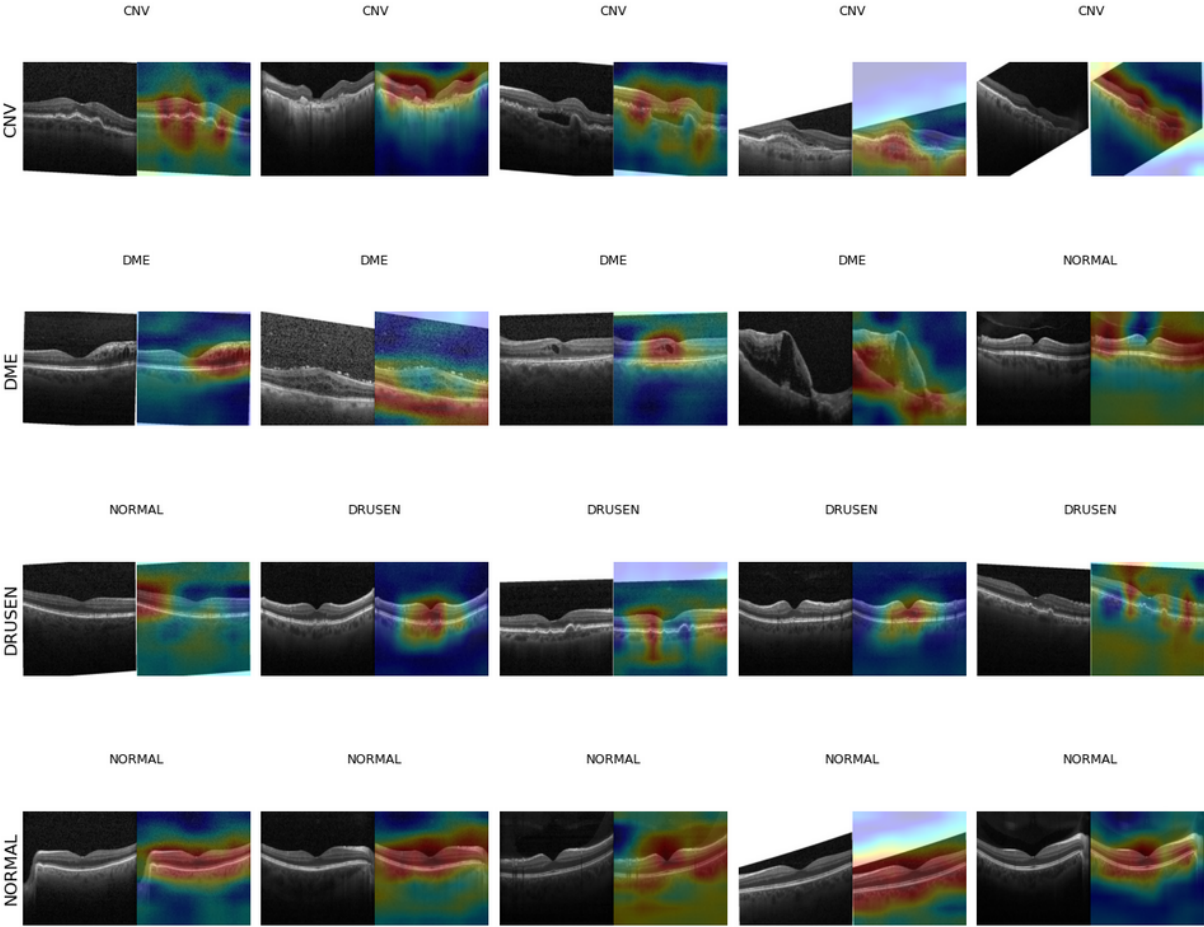 CNV CNV CNV CNV CNV
CNV
DME DME DME DME NORMAL
DME
NORMAL DRUSEN DRUSEN DRUSEN DRUSEN
DRUSEN
NORMAL NORMAL NORMAL NORMAL NORMAL
NORMAL